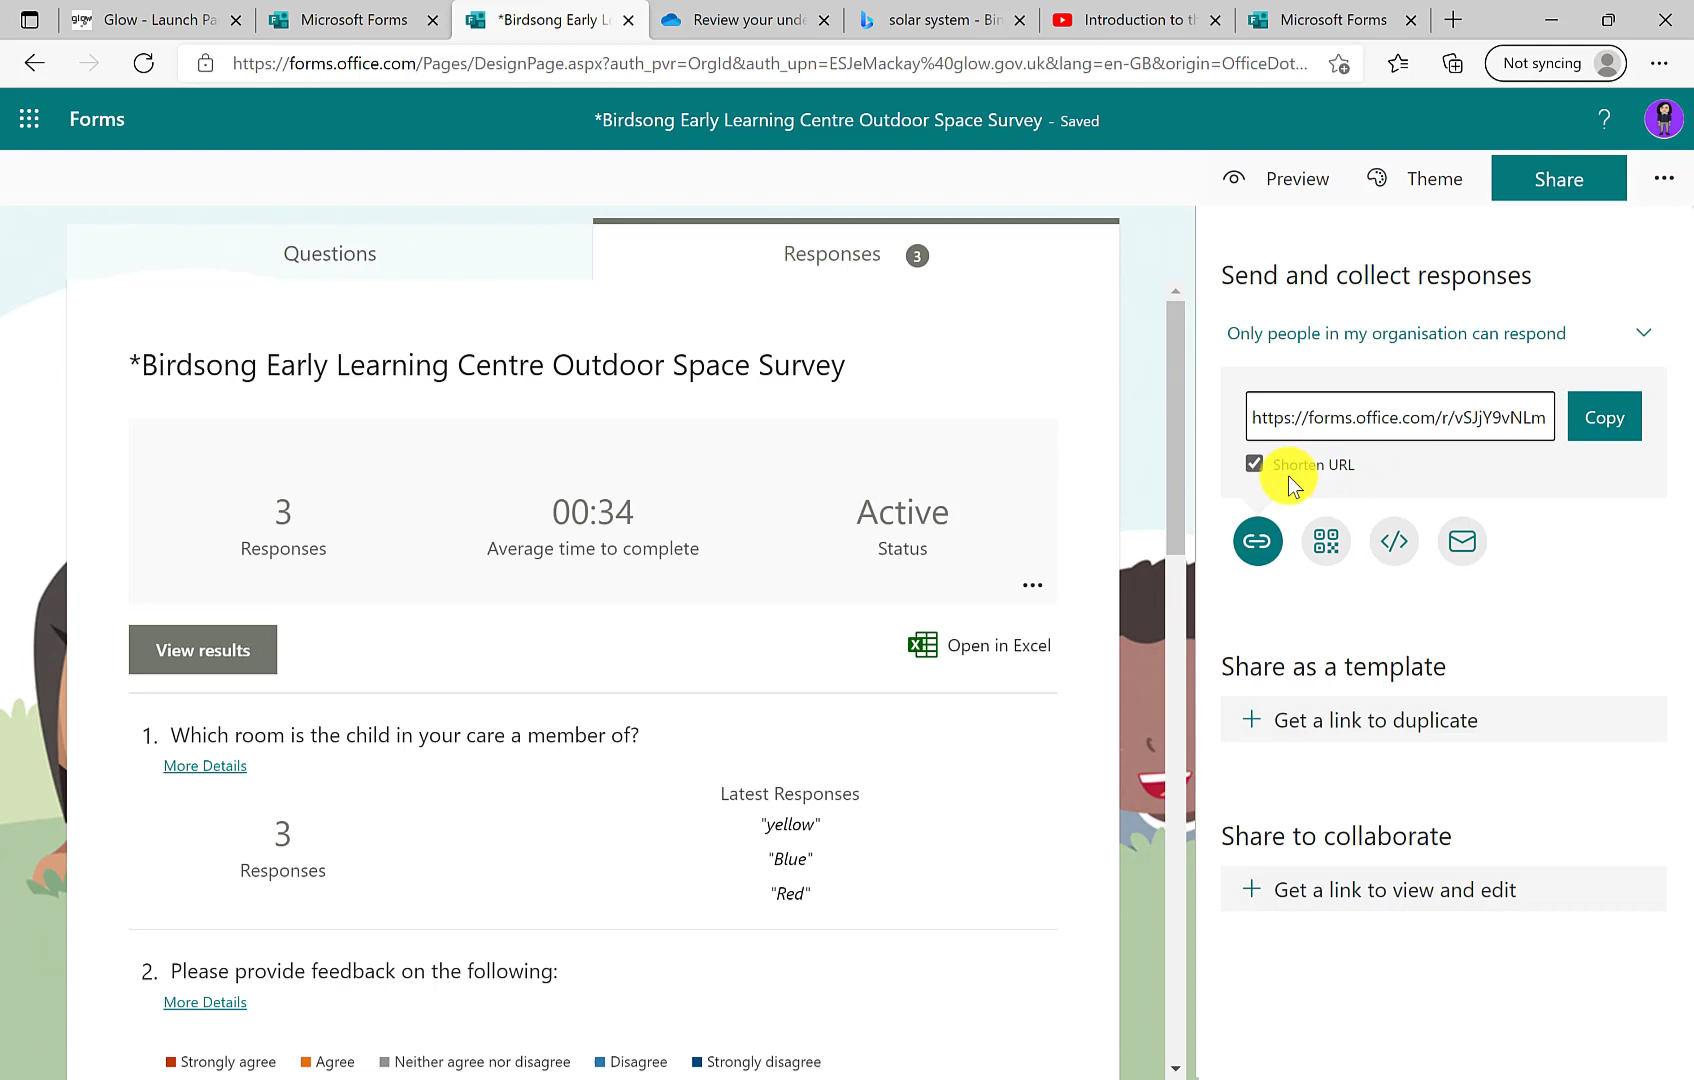 Glow - Launch Pa
Microsoft Forms
*Birdsong Early L
Review your unde
solar system - Bin
Introduction to th
Microsoft Forms
https://forms.office.com/Pages/DesignPage.aspx?auth_pvr=OrgId&auth_upn=ESJeMackay%40glow.gov.uk&lang=en-GB&origin=OfficeDot...
Not syncing
Forms
*Birdsong Early Learning Centre Outdoor Space Survey - Saved
?
Preview
Theme
Share
Questions
Responses 3
*Birdsong Early Learning Centre Outdoor Space Survey
3
Responses
00:34
Average time to complete
Active
Status
View results
Open in Excel
1. Which room is the child in your care a member of?
More Details
3
Responses
Latest Responses
"yellow"
"Blue"
"Red"
2. Please provide feedback on the following:
More Details
Strongly agree
Agree
Neither agree nor disagree
Disagree
Strongly disagree
Send and collect responses
Only people in my organisation can respond
https://forms.office.com/r/vSJjY9vNLm
Copy
Shorten URL
Share as a template
Get a link to duplicate
Share to collaborate
Get a link to view and edit